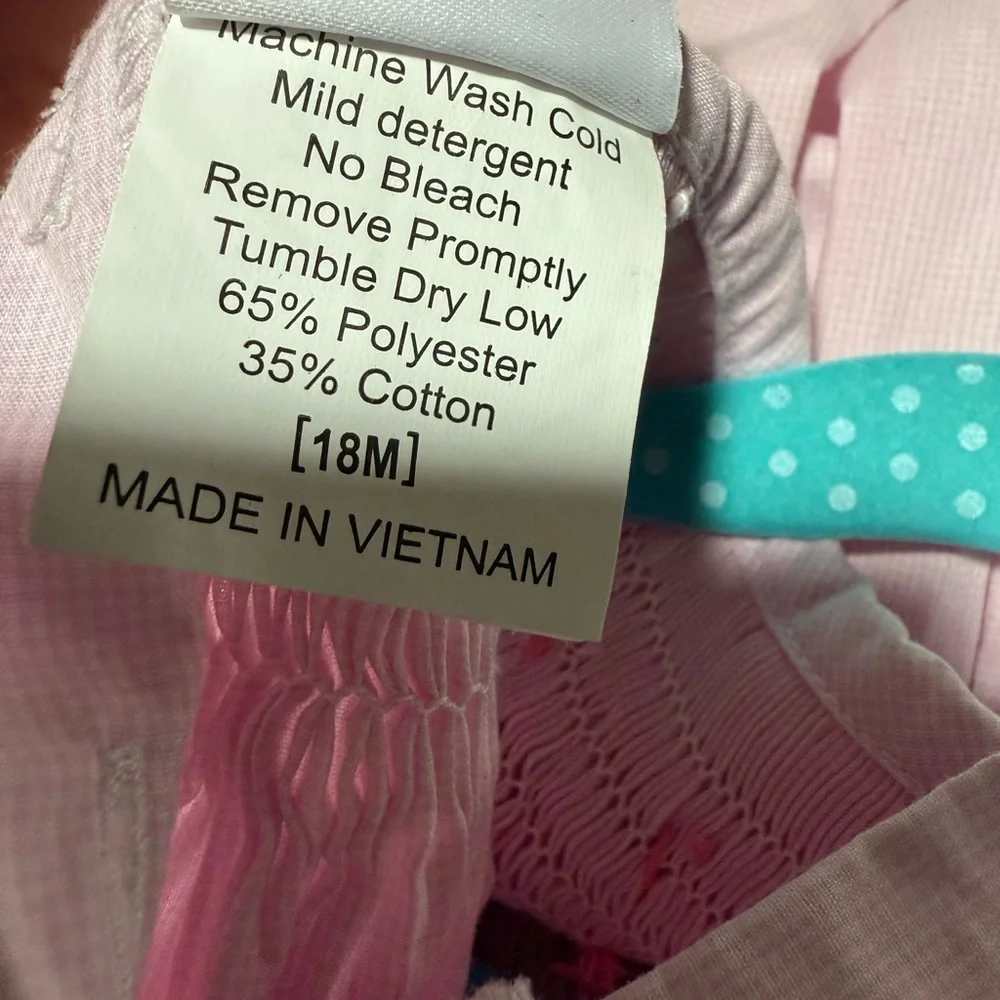 Machine Wash Cold
Mild detergent
No Bleach
Remove Promptly
Tumble Dry Low
65% Polyester
35% Cotton
[18M]
MADE IN VIETNAM